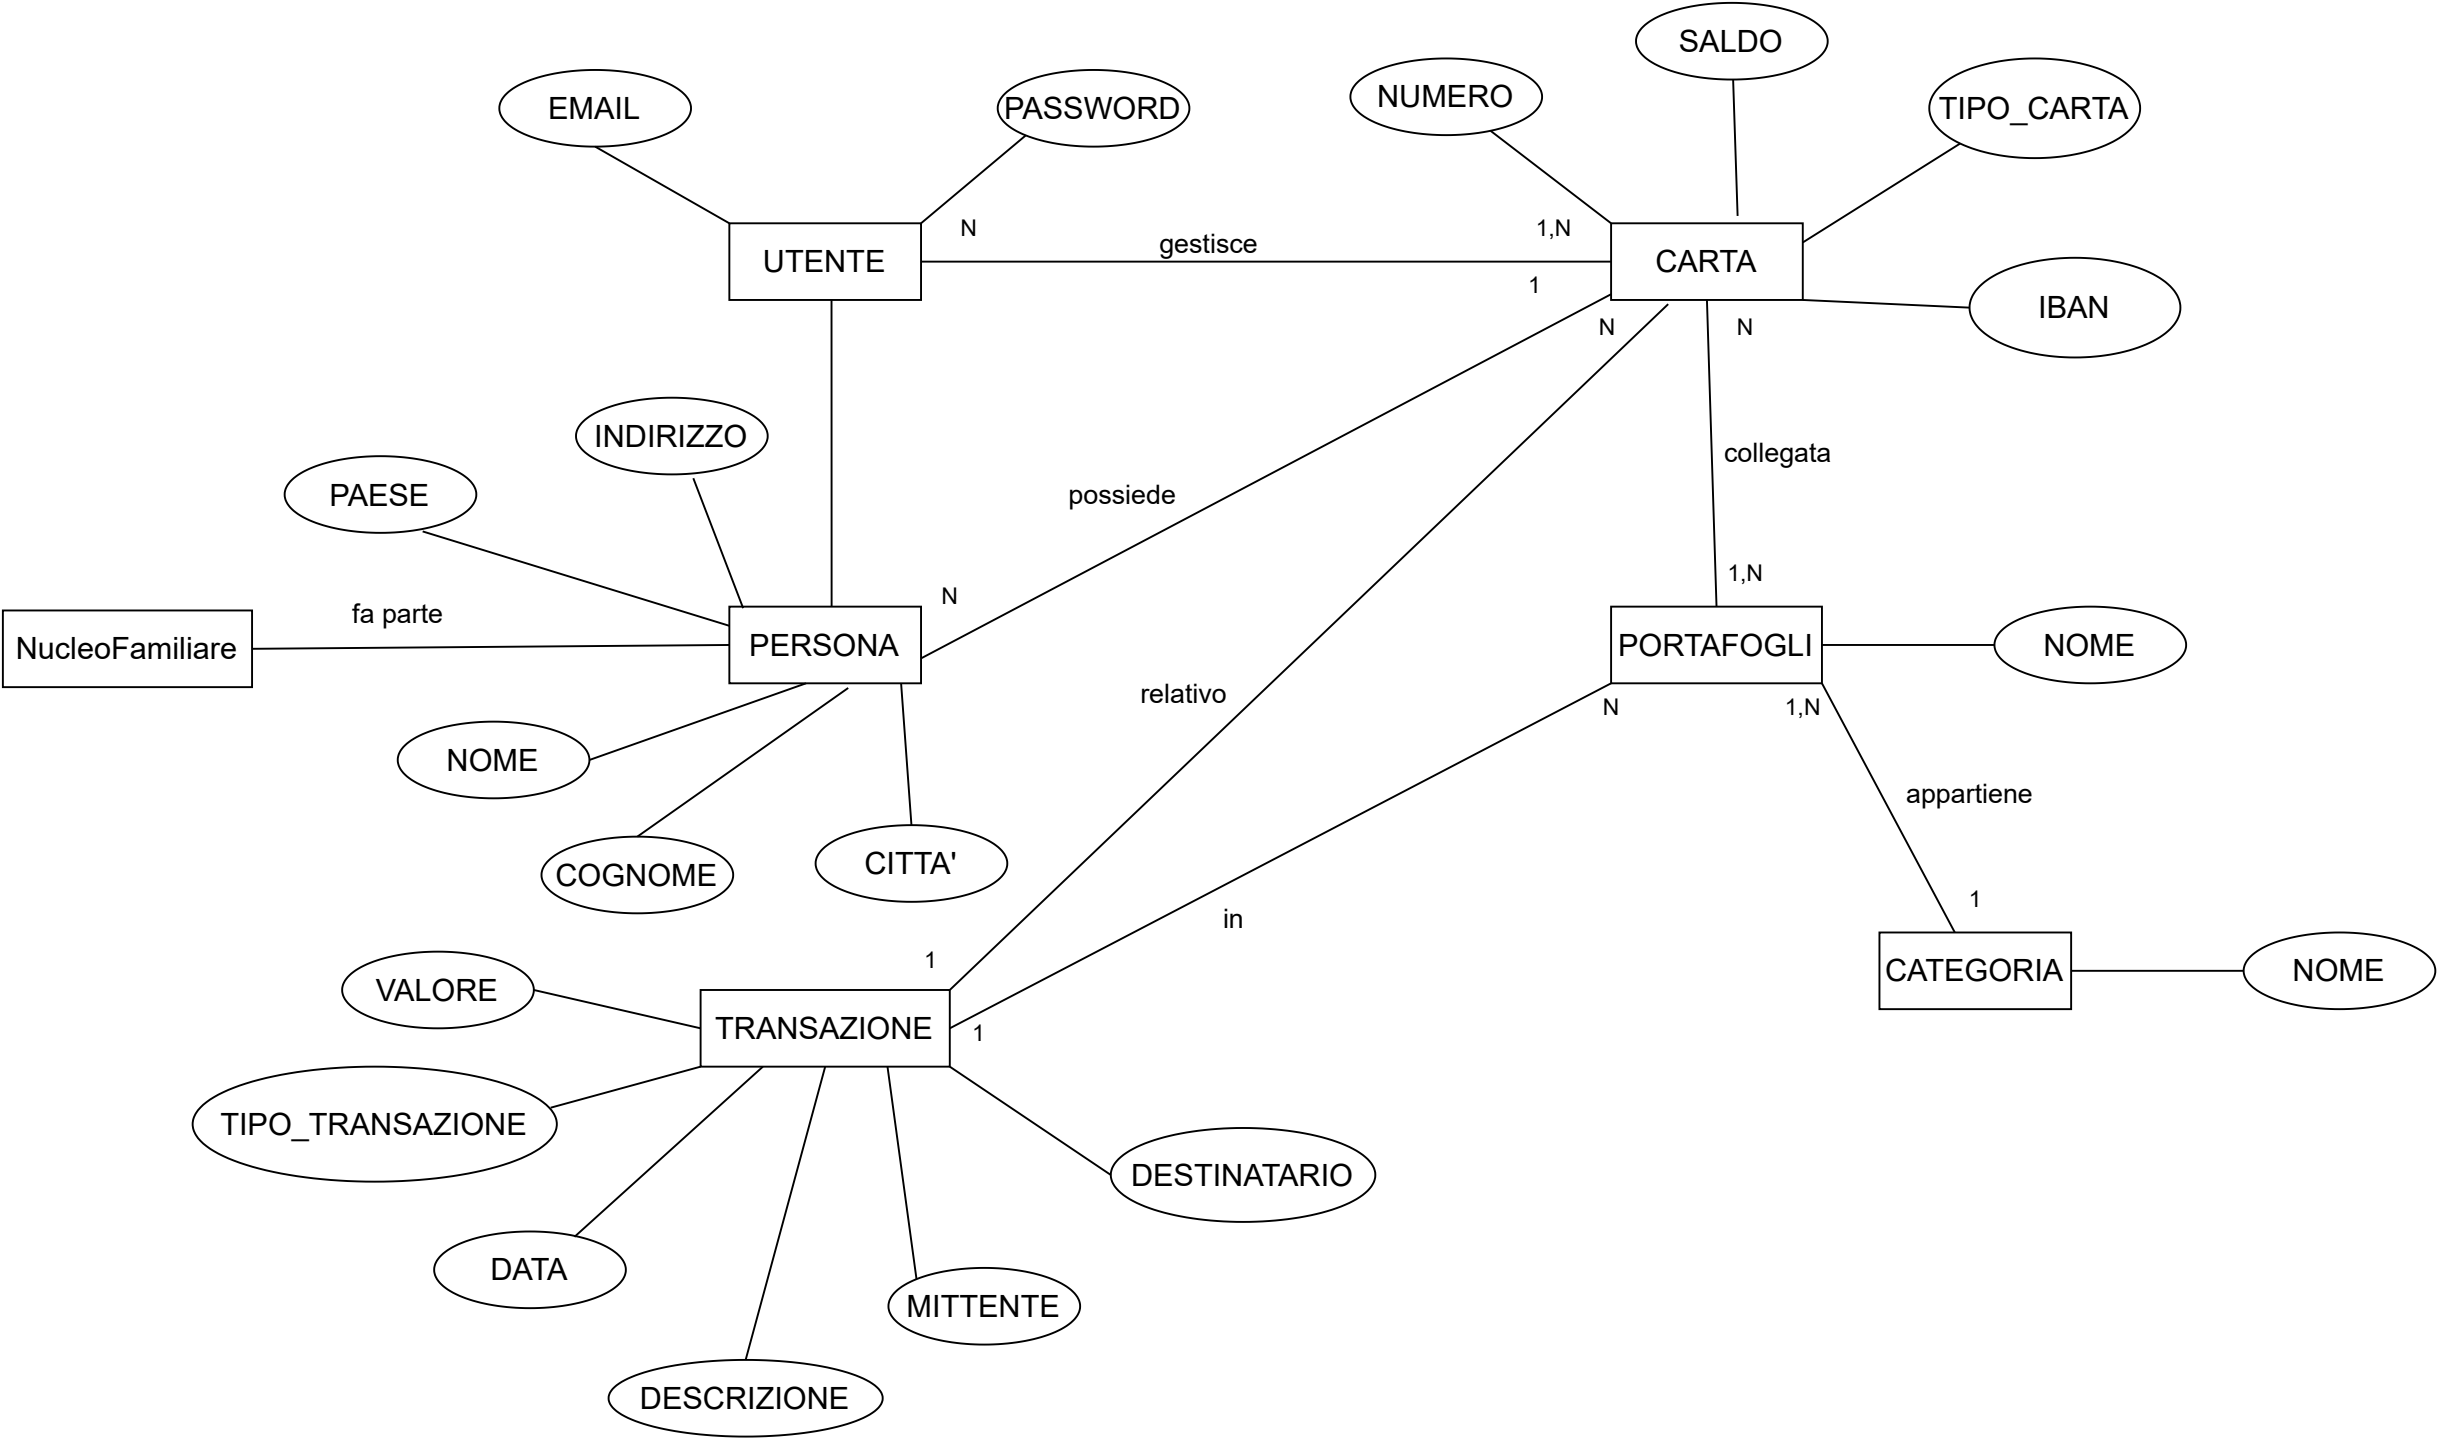 SALDO
NUMERO
TIPO_CARTA
EMAIL
PASSWORD
N
1,N
gestisce
UTENTE
CARTA
1
IBAN
N
N
INDIRIZZO
collegata
PAESE
possiede
1,N
N
fa parte
NucleoFamiliare
PERSONA
PORTAFOGLI
NOME
relativo
N
1,N
NOME
appartiene
CITTA'
COGNOME
1
in
1
CATEGORIA
NOME
VALORE
TRANSAZIONE
1
TIPO_TRANSAZIONE
DESTINATARIO
DATA
MITTENTE
DESCRIZIONE